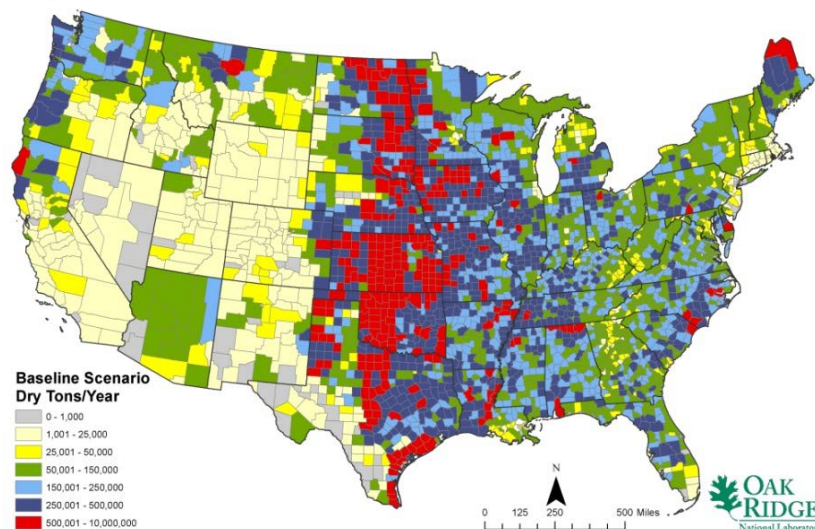 Baseline Scenario
Dry Tons/Year
0 - 1,000
1,001 - 25,000
25,001 - 50,000
50,001 - 150,000
150,001 - 250,000
250,001 - 500,000
500,001 - 10,000,000
N
0 125 250 500 Miles
OAK
RIDGE
National Laborato